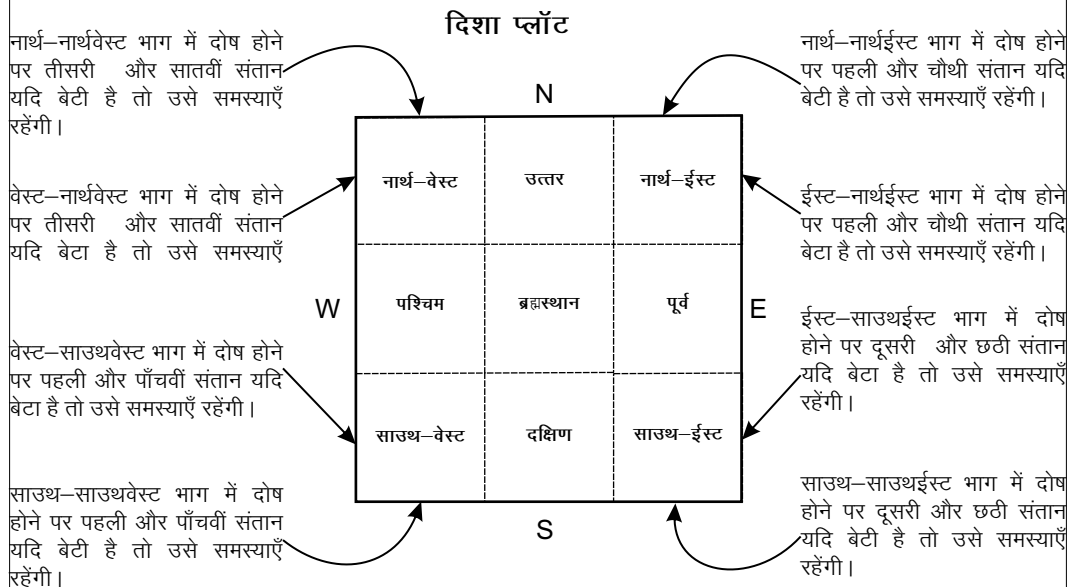 दिशा प्लॉट
नार्थ–नार्थवेस्ट भाग में दोष होने
पर तीसरी और सातवीं संतान
यदि बेटी है तो उसे समस्याएँ
रहेंगी।
वेस्ट–नार्थवेस्ट भाग में दोष होने
पर तीसरी और सातवीं संतान
यदि बेटा है तो उसे समस्याएँ
वेस्ट–साउथवेस्ट भाग में दोष होने
पर पहली और पाँचवीं संतान यदि
बेटा है तो उसे समस्याएँ रहेंगी।
साउथ–साउथवेस्ट भाग में दोष
होने पर पहली और पाँचवीं संतान
यदि बेटी है तो उसे समस्याएँ
रहेंगी।
N
नार्थ–वेस्ट उत्तर नार्थ–ईस्ट
W पश्चिम ब्रह्मस्थान पूर्व E
साउथ–वेस्ट दक्षिण साउथ–ईस्ट
S
नार्थ–नार्थईस्ट भाग में दोष होने
पर पहली और चौथी संतान यदि
बेटी है तो उसे समस्याएँ रहेंगी।
ईस्ट–नार्थईस्ट भाग में दोष होने
पर पहली और चौथी संतान यदि
बेटा है तो उसे समस्याएँ रहेंगी।
ईस्ट–साउथईस्ट भाग में दोष
होने पर दूसरी और छठी संतान
यदि बेटा है तो उसे समस्याएँ
रहेंगी।
साउथ–साउथईस्ट भाग में दोष
होने पर दूसरी और छठी संतान
यदि बेटी है तो उसे समस्याएँ
रहेंगी।